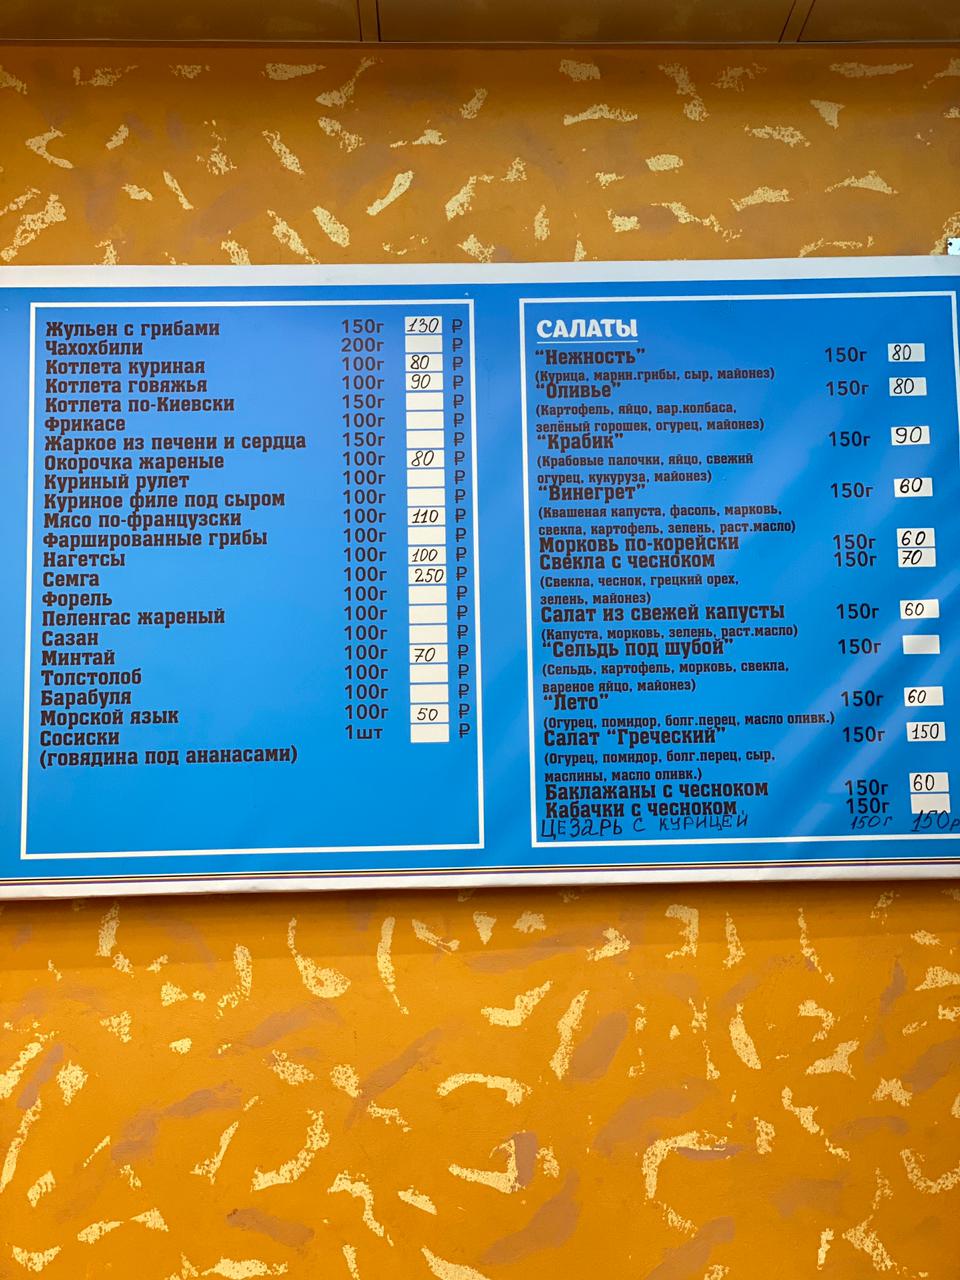 Жульен с грибами 150г 130 ₽
Чахохбили 200г ₽
Котлета куриная 100г 80 ₽
Котлета говяжья 100г 90 ₽
Котлета по-Киевски 150г ₽
Фрикасе 100г ₽
Жаркое из печени и сердца 150г ₽
Окорочка жареные 100г 80 ₽
Куриный рулет 100г ₽
Куриное филе под сыром 100г ₽
Мясо по-французски 100г 110 ₽
Фаршированные грибы 100г ₽
Нагетсы 100г 100 ₽
Семга 100г 250 ₽
Форель 100г ₽
Пеленгас жареный 100г ₽
Сазан 100г ₽
Минтай 100г 70 ₽
Толстолоб 100г ₽
Барабуля 100г ₽
Морской язык 100г 50 ₽
Сосиски 1шт ₽
(говядина под ананасами)
САЛАТЫ
“Нежность” 150г 80
(Курица, марин.грибы, сыр, майонез)
“Оливье” 150г 80
(Картофель, яйцо, вар.колбаса,
зелёный горошек, огурец, майонез)
“Крабик” 150г 90
(Крабовые палочки, яйцо, свежий
огурец, кукуруза, майонез)
“Винегрет” 150г 60
(Квашеная капуста, фасоль, марковь,
свекла, картофель, зелень, раст.масло)
Морковь по-корейски 150г 60
Свекла с чесноком 150г 70
(Свекла, чеснок, грецкий орех,
зелень, майонез)
Салат из свежей капусты 150г 60
(Капуста, морковь, зелень, раст.масло)
“Сельдь под шубой” 150г
(Сельдь, картофель, морковь, свекла,
вареное яйцо, майонез)
“Лето” 150г 60
(Огурец, помидор, болг.перец, масло оливк.)
Салат “Греческий” 150г 150
(Огурец, помидор, болг.перец, сыр,
маслины, масло оливк.)
Баклажаны с чесноком 150г 60
Кабачки с чесноком 150г
ЦЕЗАРЬ С КУРИЦЕЙ 150г 150р